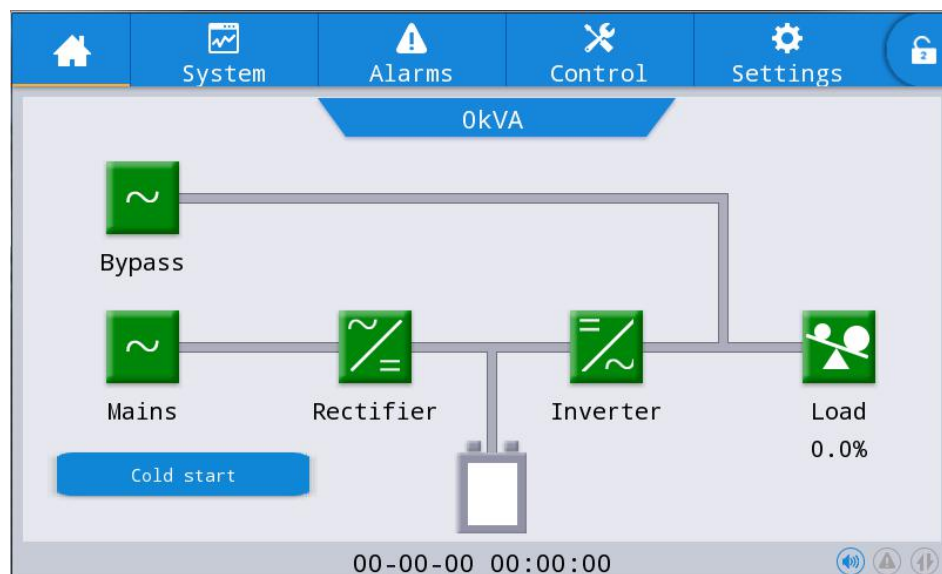 System Alarms Control Settings 2
0kVA
Bypass
Mains Rectifier Inverter Load
0.0%
Cold start
00-00-00 00:00:00